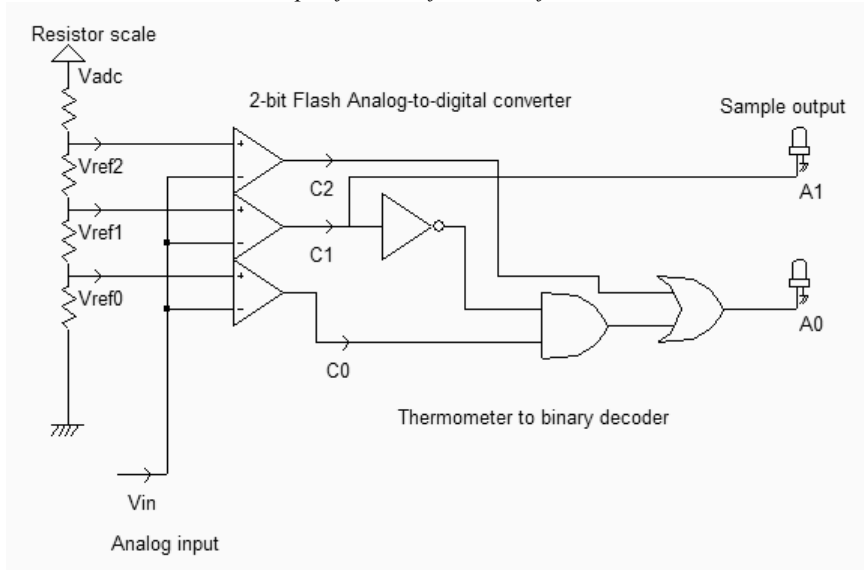 Resistor scale
Vadc
2-bit Flash Analog-to-digital converter
Sample output
Vref2
C2
A1
Vref1
C1
Vref0
A0
C0
Thermometer to binary decoder
Vin
Analog input